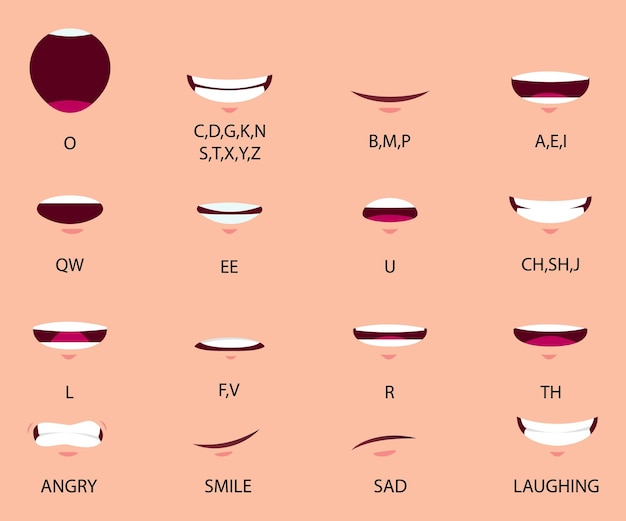 O
C,D,G,K,N
S,T,X,Y,Z
B,M,P
A,E,I
QW
EE
U
CH,SH,J
L
F,V
R
TH
ANGRY
SMILE
SAD
LAUGHING